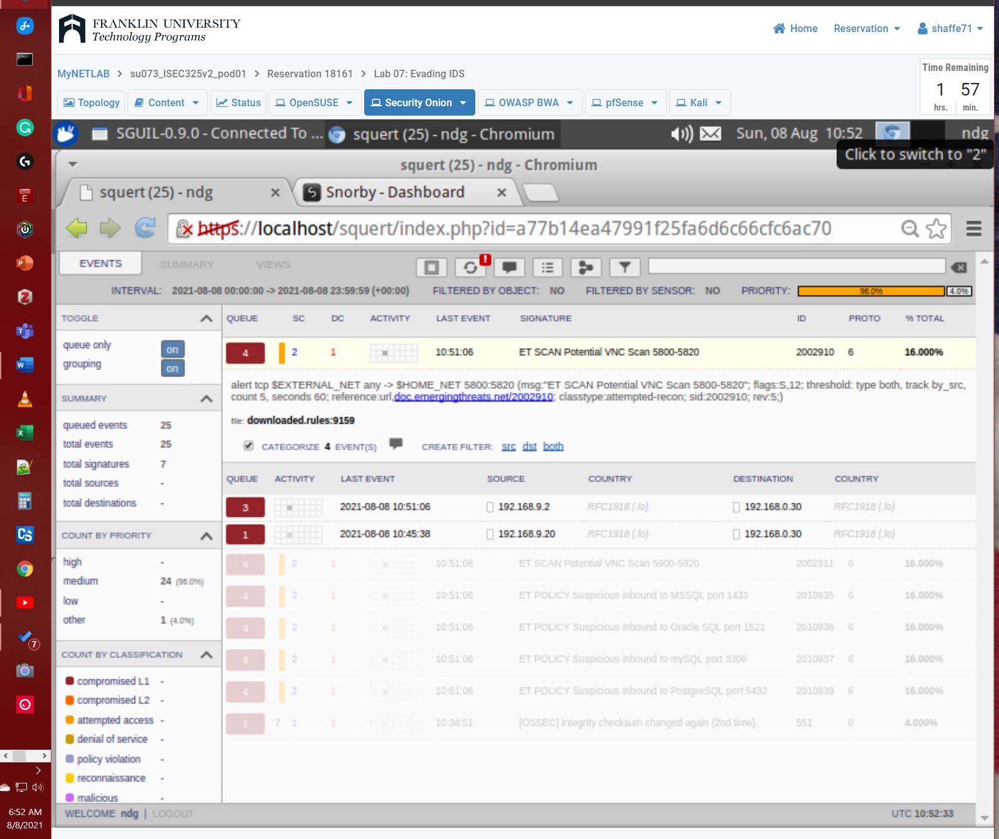 FRANKLIN UNIVERSITY
Technology Programs
Home Reservation shaffe71
MyNETLAB > su073_ISEC325v2_pod01 > Reservation 18161 > Lab 07: Evading IDS
Time Remaining
1 57
hrs. min.
Topology Content Status OpenSUSE Security Onion OWASP BWA pfSense Kali
SGUIL-0.9.0 - Connected To ... squert (25) - ndg - Chromium Sun, 08 Aug 10:52 ndg
Click to switch to "2"
squert (25) - ndg - Chromium
squert (25) - ndg Snorby - Dashboard
https://localhost/squert/index.php?id=a77b14ea47991f25fa6d6c66cfc6ac70
EVENTS SUMMARY VIEWS
INTERVAL: 2021-08-08 00:00:00 -> 2021-08-08 23:59:59 (+00:00) FILTERED BY OBJECT: NO FILTERED BY SENSOR: NO PRIORITY: 96.0% 4.0%
TOGGLE
queue only on
grouping on
SUMMARY
queued events 25
total events 25
total signatures 7
total sources -
total destinations -
COUNT BY PRIORITY
high -
medium 24 (96.0%)
low -
other 1 (4.0%)
COUNT BY CLASSIFICATION
compromised L1 -
compromised L2 -
attempted access -
denial of service -
policy violation -
reconnaissance -
malicious -
QUEUE SC DC ACTIVITY LAST EVENT SIGNATURE ID PROTO % TOTAL
4 2 1 10:51:06 ET SCAN Potential VNC Scan 5800-5820 2002910 6 16.000%
alert tcp $EXTERNAL_NET any -> $HOME_NET 5800:5820 (msg:"ET SCAN Potential VNC Scan 5800-5820"; flags:S,12; threshold: type both, track by_src,
count 5, seconds 60; reference:url,doc.emergingthreats.net/2002910; classtype:attempted-recon; sid:2002910; rev:5;)
file: downloaded.rules:9159
CATEGORIZE 4 EVENT(S) CREATE FILTER: src dst both
QUEUE ACTIVITY LAST EVENT SOURCE COUNTRY DESTINATION COUNTRY
3 2021-08-08 10:51:06 192.168.9.2 RFC1918 (.lo) 192.168.0.30 RFC1918 (.lo)
1 2021-08-08 10:45:38 192.168.9.20 RFC1918 (.lo) 192.168.0.30 RFC1918 (.lo)
4 2 1 10:51:06 ET SCAN Potential VNC Scan 5900-5920 2002911 6 16.000%
4 2 1 10:51:06 ET POLICY Suspicious inbound to MSSQL port 1433 2010935 6 16.000%
4 2 1 10:51:06 ET POLICY Suspicious inbound to Oracle SQL port 1521 2010936 6 16.000%
4 2 1 10:51:06 ET POLICY Suspicious inbound to mySQL port 3306 2010937 6 16.000%
4 2 1 10:51:06 ET POLICY Suspicious inbound to PostgreSQL port 5432 2010939 6 16.000%
1 7 1 1 10:34:51 [OSSEC] Integrity checksum changed again (2nd time). 551 0 4.000%
WELCOME ndg | LOGOUT UTC 10:52:33
7
6:52 AM
8/8/2021